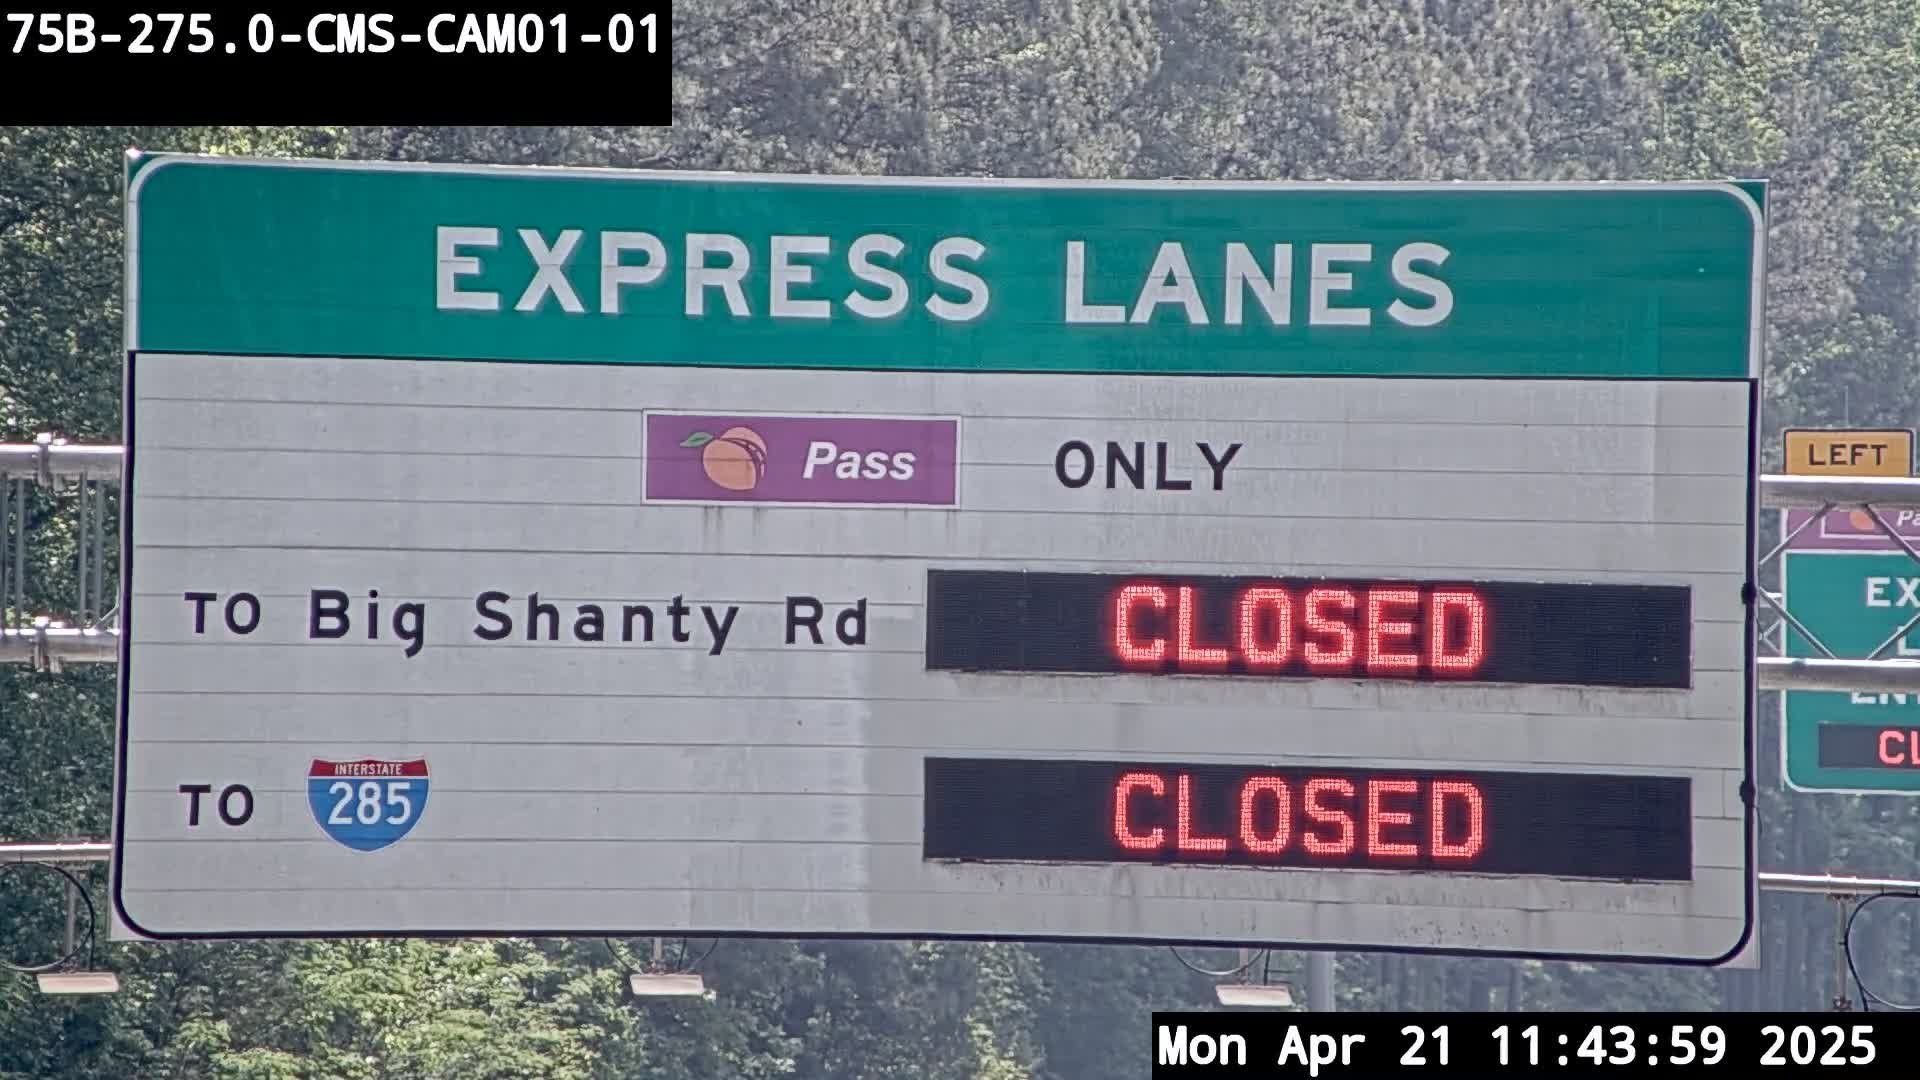 75B-275.0-CMS-CAM01-01
EXPRESS LANES
Pass ONLY
TO Big Shanty Rd CLOSED
TO INTERSTATE 285 CLOSED
LEFT
Mon Apr 21 11:43:59 2025